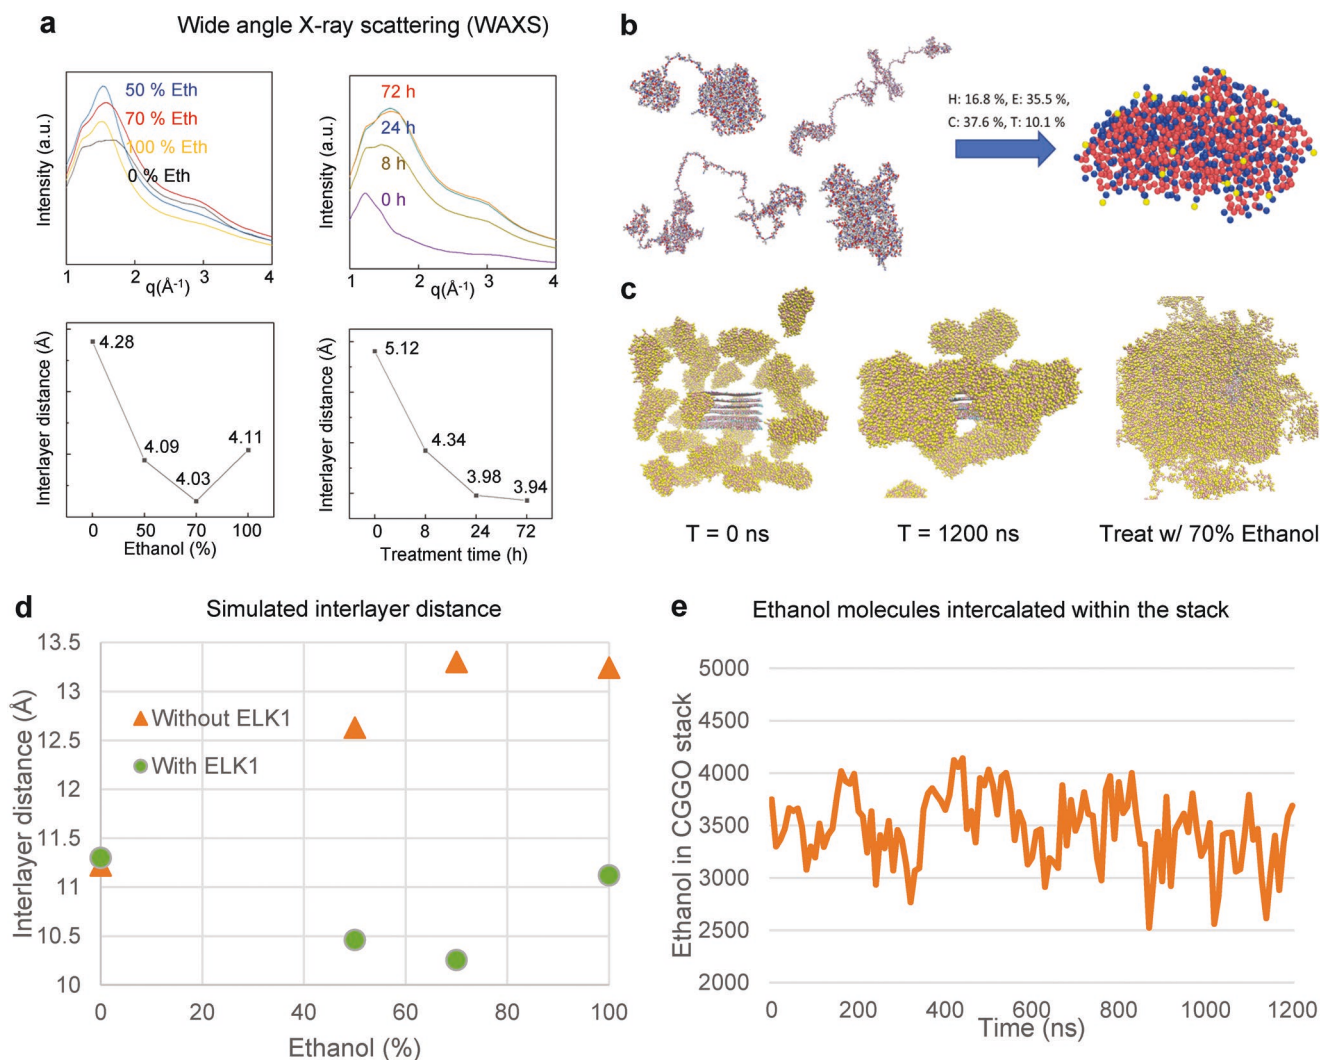 a
Wide angle X-ray scattering (WAXS)
50 % Eth
70 % Eth
100 % Eth
0 % Eth
Intensity (a.u.)
1 2 3 4
q(Å⁻¹)
72 h
24 h
8 h
0 h
Intensity (a.u.)
1 2 3 4
q(Å⁻¹)
Interlayer distance (Å)
4.28
4.09
4.03
4.11
0 50 70 100
Ethanol (%)
Interlayer distance (Å)
5.12
4.34
3.98
3.94
0 8 24 72
Treatment time (h)
b
H: 16.8 %, E: 35.5 %,
C: 37.6 %, T: 10.1 %
c
T = 0 ns
T = 1200 ns
Treat w/ 70% Ethanol
d
Simulated interlayer distance
Interlayer distance (Å)
13.5
13
12.5
12
11.5
11
10.5
10
Without ELK1
With ELK1
0 20 40 60 80 100
Ethanol (%)
e
Ethanol molecules intercalated within the stack
Ethanol in CGGO stack
5000
4500
4000
3500
3000
2500
2000
0 200 400 600 800 1000 1200
Time (ns)